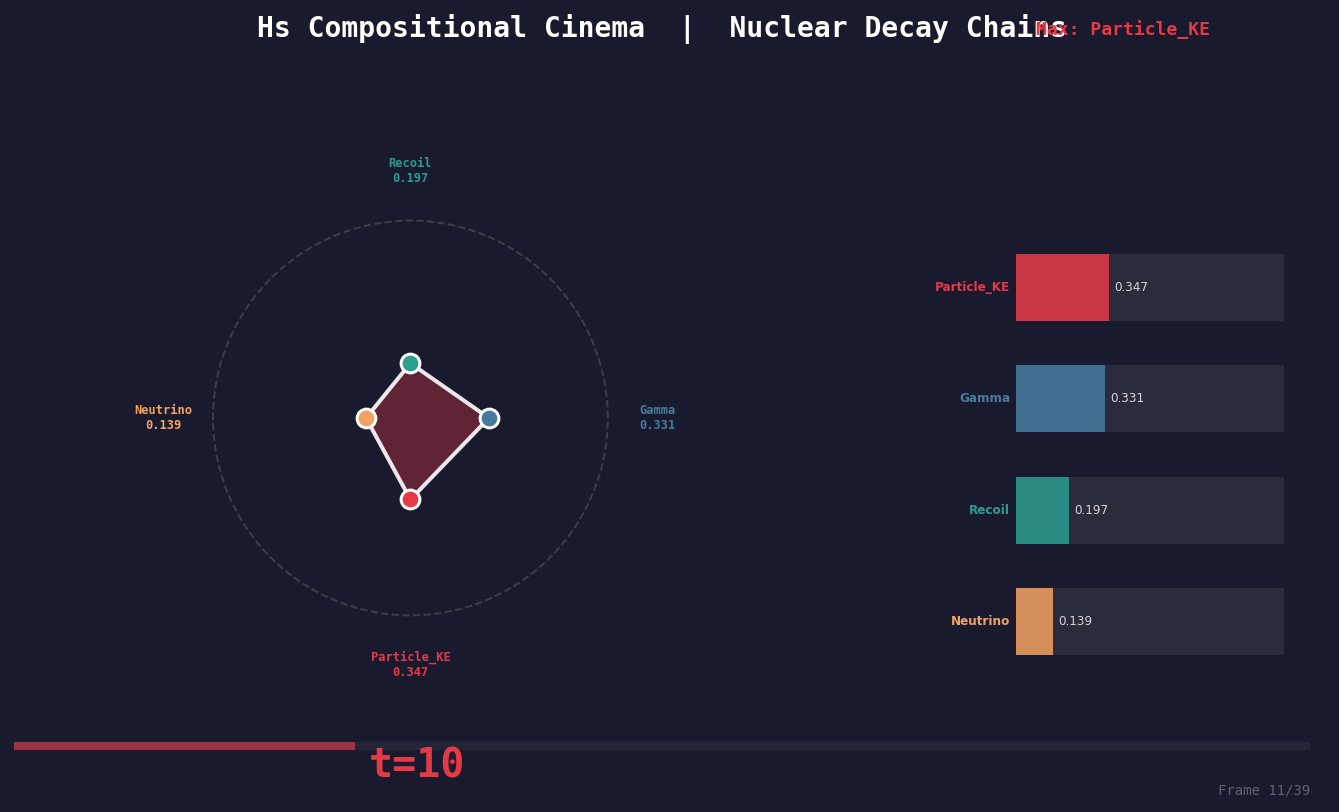 Hs Compositional Cinema | Nuclear Decay Chains
Max: Particle_KE
Recoil
0.197
Neutrino
0.139
Gamma
0.331
Particle_KE
0.347
Particle_KE 0.347
Gamma 0.331
Recoil 0.197
Neutrino 0.139
t=10
Frame 11/39